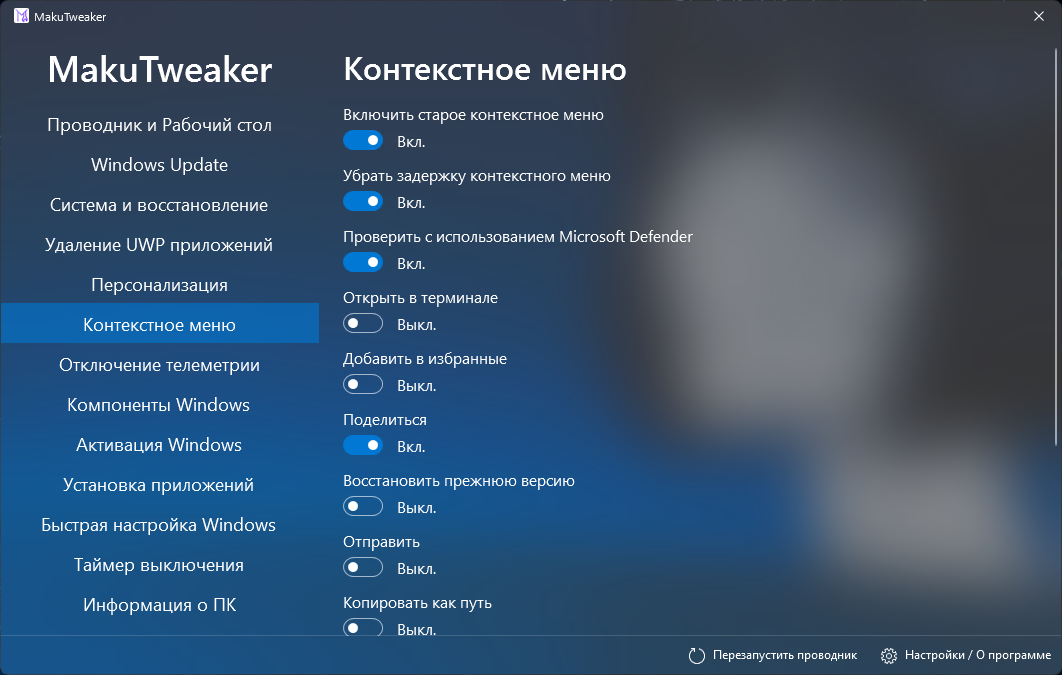 MakuTweaker
MakuTweaker
Проводник и Рабочий стол
Windows Update
Система и восстановление
Удаление UWP приложений
Персонализация
Контекстное меню
Отключение телеметрии
Компоненты Windows
Активация Windows
Установка приложений
Быстрая настройка Windows
Таймер выключения
Информация о ПК
Контекстное меню
Включить старое контекстное меню
Вкл.
Убрать задержку контекстного меню
Вкл.
Проверить с использованием Microsoft Defender
Вкл.
Открыть в терминале
Выкл.
Добавить в избранные
Выкл.
Поделиться
Вкл.
Восстановить прежнюю версию
Выкл.
Отправить
Выкл.
Копировать как путь
Выкл.
Перезапустить проводник
Настройки / О программе